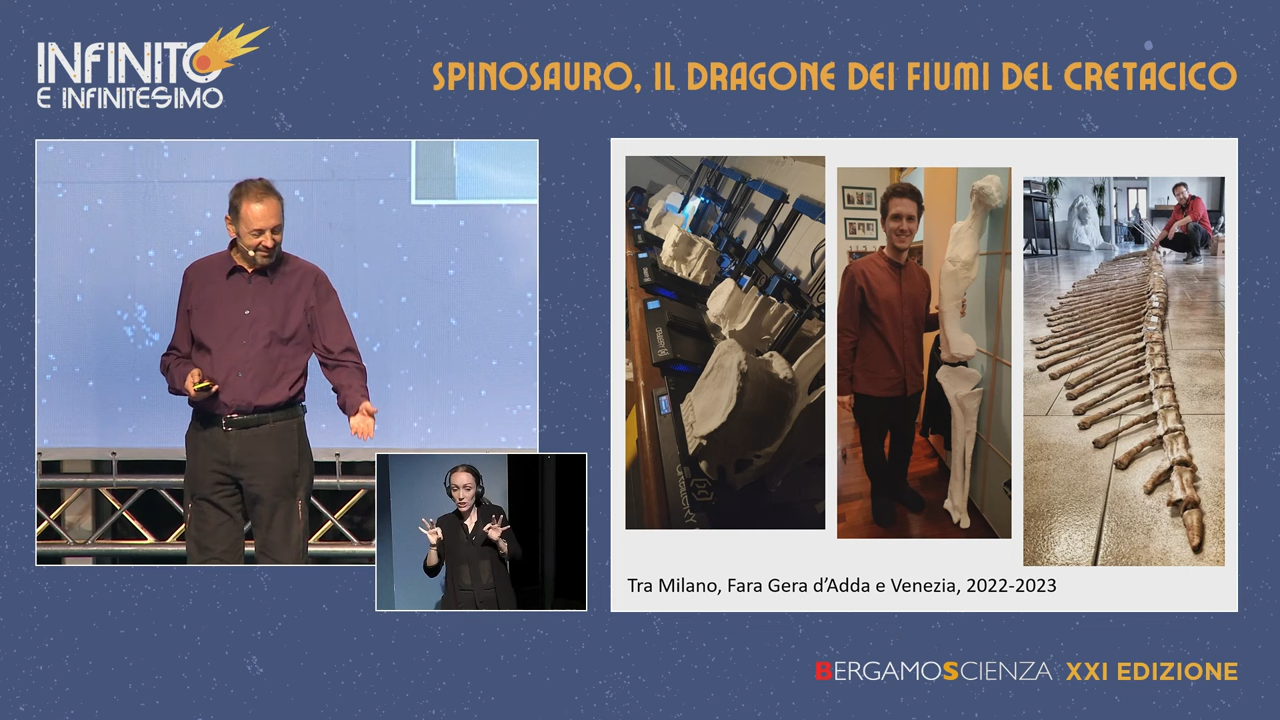 INFINITO
E INFINITESIMO
SPINOSAURO, IL DRAGONE DEI FIUMI DEL CRETACICO
CREALITY
Tra Milano, Fara Gera d’Adda e Venezia, 2022-2023
BERGAMOSCIENZA XXI EDIZIONE